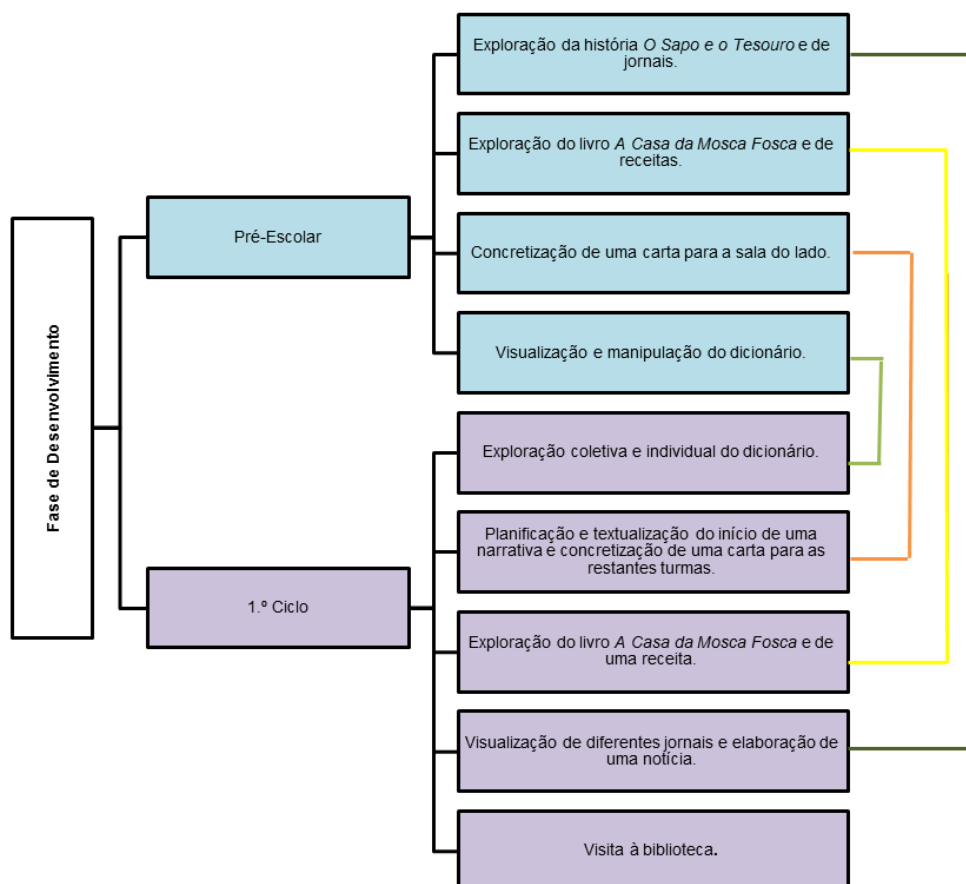 Fase de Desenvolvimento
Pré-Escolar
Exploração da história O Sapo e o Tesouro e de
jornais.
Exploração do livro A Casa da Mosca Fosca e de
receitas.
Concretização de uma carta para a sala do lado.
Visualização e manipulação do dicionário.
1.º Ciclo
Exploração coletiva e individual do dicionário.
Planificação e textualização do início de uma
narrativa e concretização de uma carta para as
restantes turmas.
Exploração do livro A Casa da Mosca Fosca e de
uma receita.
Visualização de diferentes jornais e elaboração de
uma notícia.
Visita à biblioteca.